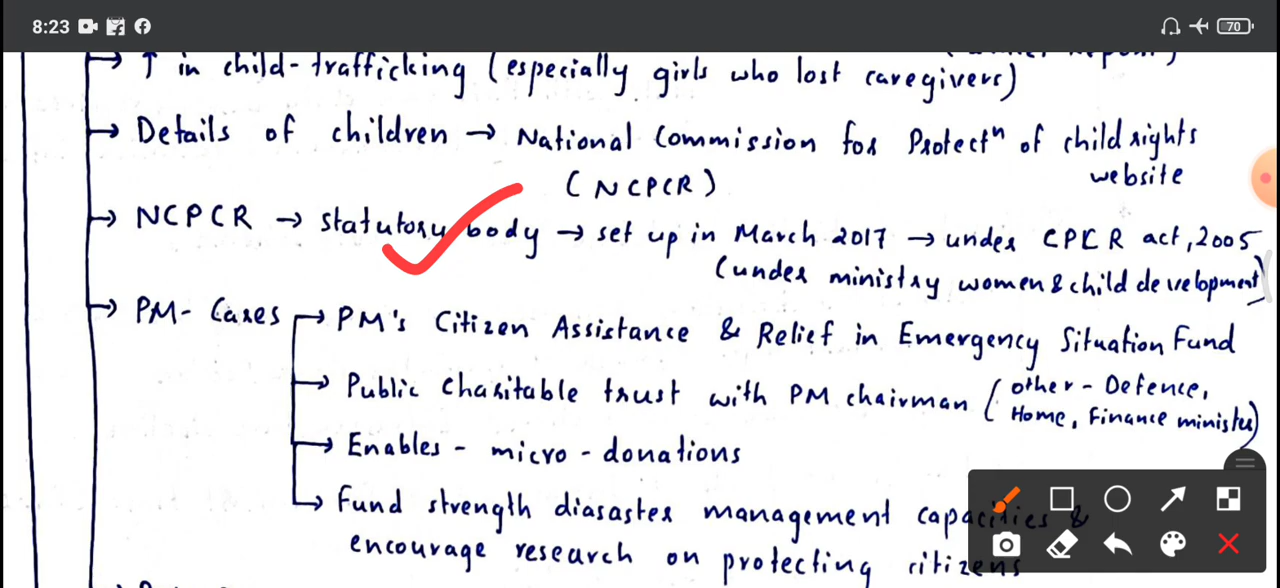 8:23
70
↑ in child-trafficking (especially girls who lost caregivers)
→ Details of children → National Commission for Protectⁿ of child rights
website
(NCPCR)
→ NCPCR → statutory body → set up in March 2017 → under CPCR act, 2005
(under ministry women & child development)
→ PM-Cares → PM's Citizen Assistance & Relief in Emergency Situation Fund
→ Public charitable trust with PM chairman (other - Defence,
Home, Finance minister)
→ Enables - micro-donations
→ Fund strength diasaster management capacities &
encourage research on protecting citizens